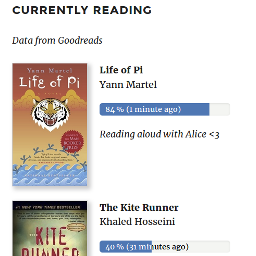 CURRENTLY READING
Data from Goodreads
Yann Martel
Life of Pi
Life of Pi
Yann Martel
84 % (1 minute ago)
Reading aloud with Alice <3
THE KITE RUNNER
The Kite Runner
Khaled Hosseini
40 % (31 minutes ago)